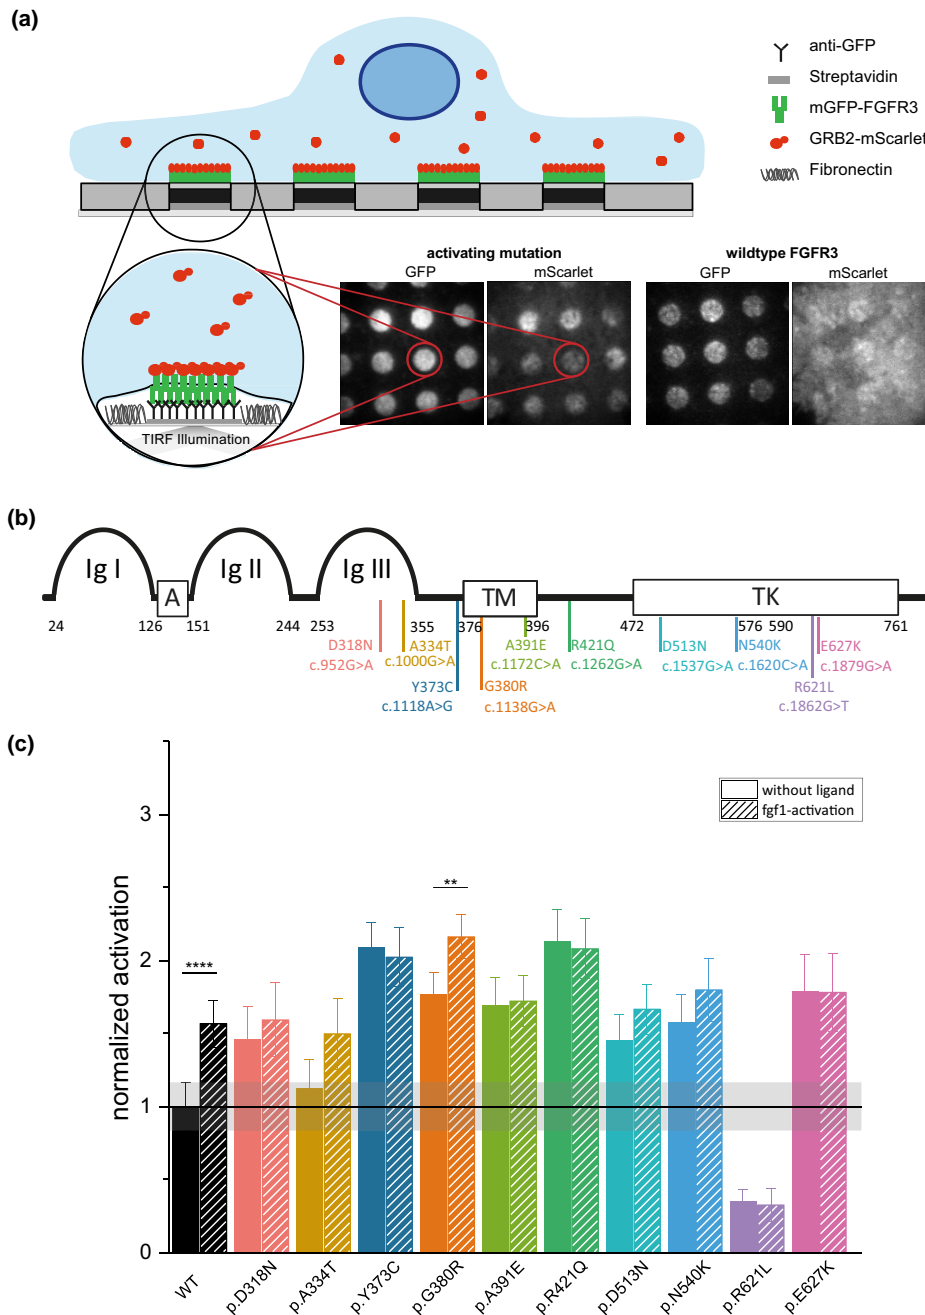 (a)
anti-GFP
Streptavidin
mGFP-FGFR3
GRB2-mScarlet
Fibronectin
activating mutation
wildtype FGFR3
GFP
mScarlet
GFP
mScarlet
TIRF Illumination
(b)
Ig I
A
Ig II
Ig III
TM
TK
24 126 151 244 253 355 376 396 472 576 590 761
D318N
c.952G>A
A334T
c.1000G>A
Y373C
c.1118A>G
G380R
c.1138G>A
A391E
c.1172C>A
R421Q
c.1262G>A
D513N
c.1537G>A
N540K
c.1620C>A
R621L
c.1862G>T
E627K
c.1879G>A
(c)
normalized activation
3
2
1
0
without ligand
fgf1-activation
****
**
WT
p.D318N
p.A334T
p.Y373C
p.G380R
p.A391E
p.R421Q
p.D513N
p.N540K
p.R621L
p.E627K